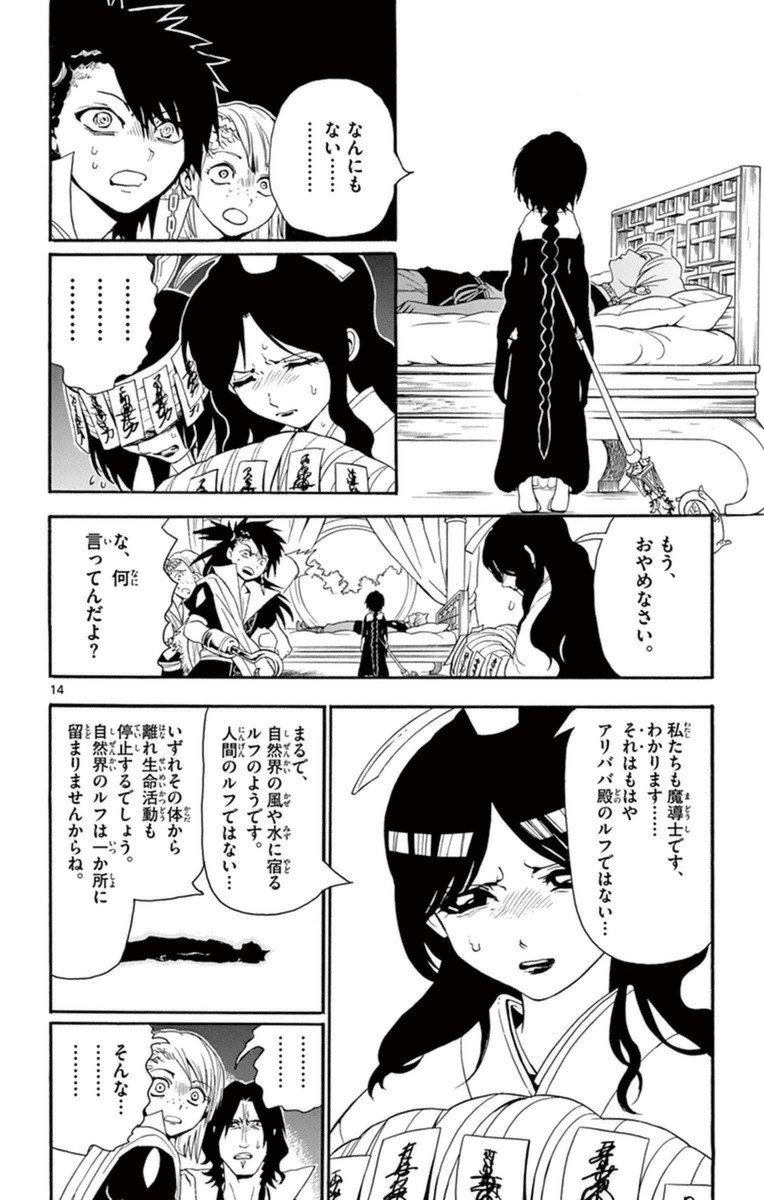 なんにも
ない………
………
………
………
もう、
おやめなさい。
な、何
言ってんだよ?
私たちも魔導士です、
わかります……
それはもはや
アリババ殿のルフではない…
まるで、
自然界の風や水に宿る
ルフのようです。
人間のルフではない…
いずれその体から
離れ生命活動も
停止するでしょう。
自然界のルフは一か所に
留まりませんからね。
………
………
そんな…
………
………
14